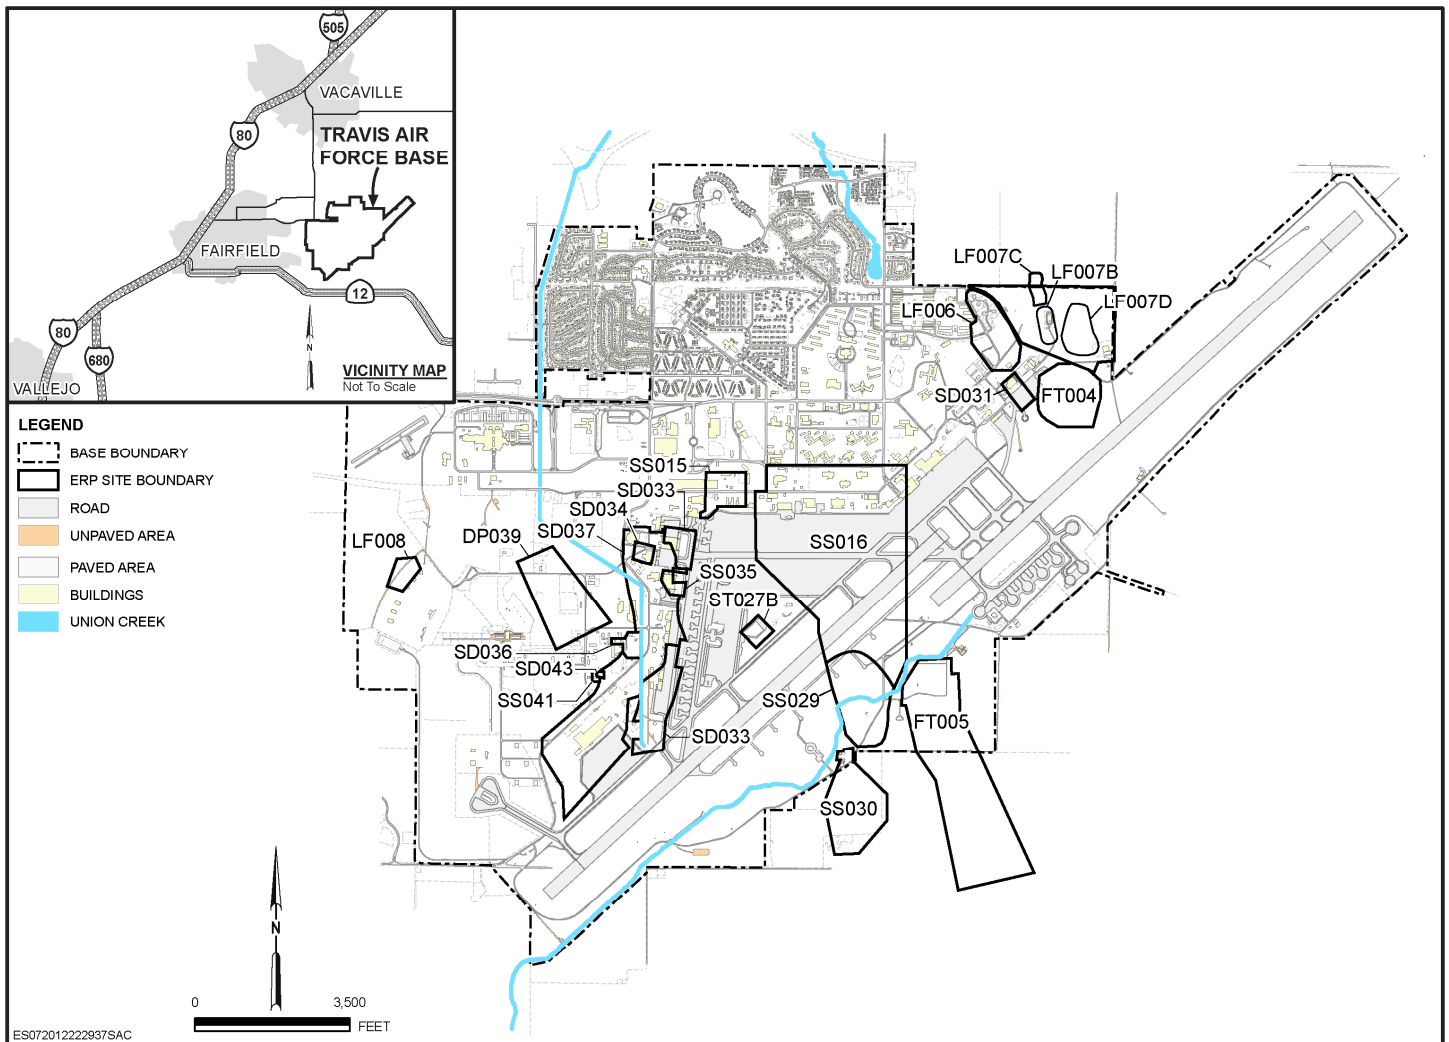 505
VACAVILLE
80
TRAVIS AIR
FORCE BASE
FAIRFIELD
12
80
680
N
VALLEJO
VICINITY MAP
Not To Scale
LEGEND
BASE BOUNDARY
ERP SITE BOUNDARY
ROAD
UNPAVED AREA
PAVED AREA
BUILDINGS
UNION CREEK
LF007C
LF007B
LF007D
LF006
SD031
FT004
SS015
SD033
SD034
SD037
DP039
LF008
SS016
SS035
ST027B
SD036
SD043
SS041
SS029
FT005
SD033
SS030
N
0
3,500
FEET
ES072012222937SAC